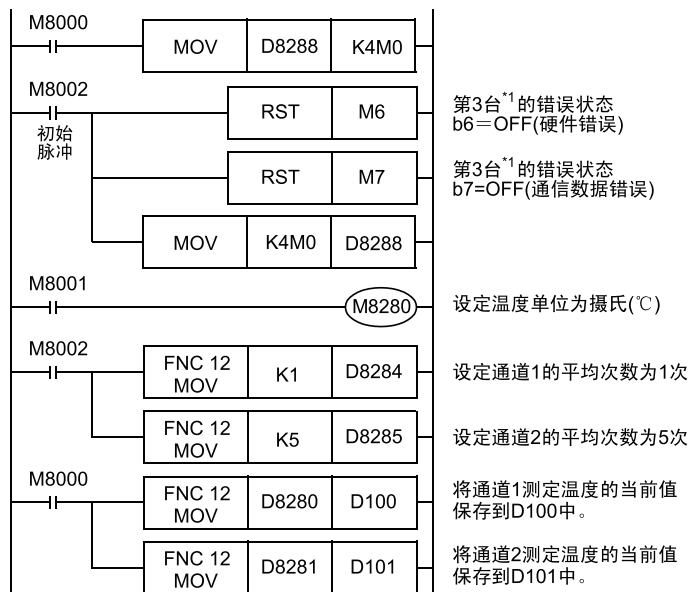 M8000
MOV D8288 K4M0
M8002
初始
脉冲
RST M6
第3台*1的错误状态
b6＝OFF(硬件错误)
RST M7
第3台*1的错误状态
b7=OFF(通信数据错误)
MOV K4M0 D8288
M8001
M8280
设定温度单位为摄氏(℃)
M8002
FNC 12
MOV
K1
D8284
设定通道1的平均次数为1次
FNC 12
MOV
K5
D8285
设定通道2的平均次数为5次
M8000
FNC 12
MOV
D8280
D100
将通道1测定温度的当前值
保存到D100中。
FNC 12
MOV
D8281
D101
将通道2测定温度的当前值
保存到D101中。